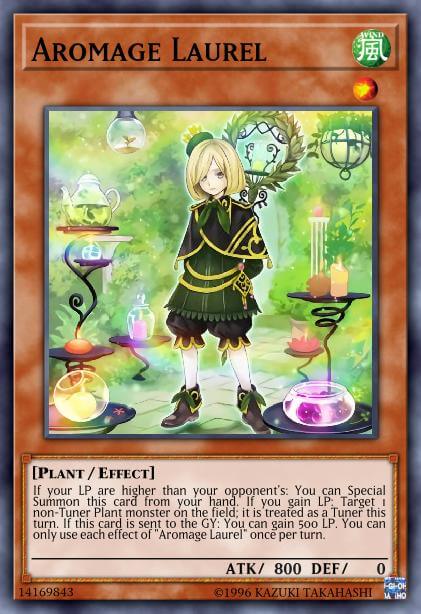 AROMAGE LAUREL
WIND
風
[PLANT / EFFECT]
If your LP are higher than your opponent's: You can Special
Summon this card from your hand. If you gain LP: Target 1
non-Tuner Plant monster on the field; it is treated as a Tuner this
turn. If this card is sent to the GY: You can gain 500 LP. You can
only use each effect of "Aromage Laurel" once per turn.
ATK/ 800 DEF/ 0
14169843
©1996 KAZUKI TAKAHASHI